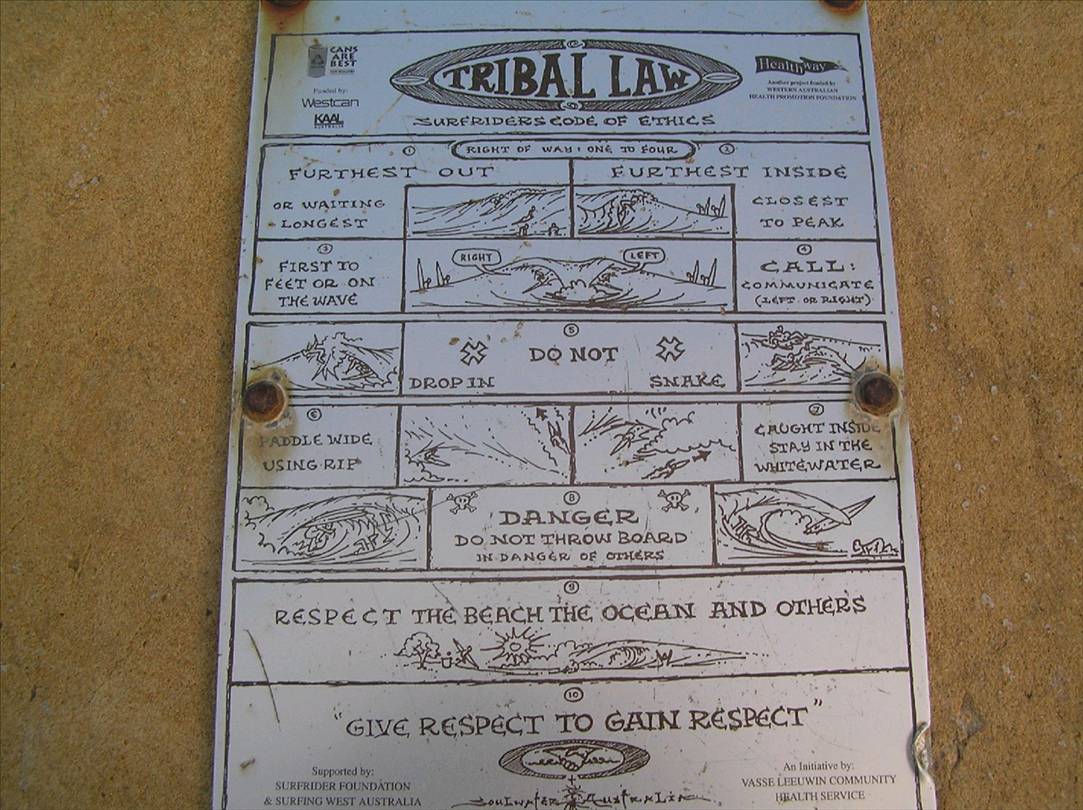 CANS
ARE
BEST
Funded by:
Westcan
KAAL
AUSTRALIA
TRIBAL LAW
SURFRIDERS CODE OF ETHICS
Healthway
Another project funded by
WESTERN AUSTRALIAN
HEALTH PROMOTION FOUNDATION
RIGHT OF WAY: ONE TO FOUR
1
FURTHEST OUT
OR WAITING
LONGEST
2
FURTHEST INSIDE
CLOSEST
TO PEAK
3
FIRST TO
FEET OR ON
THE WAVE
RIGHT
LEFT
4
CALL:
COMMUNICATE
(LEFT OR RIGHT)
5
DO NOT
DROP IN
SNAKE
6
PADDLE WIDE
USING RIP
7
CAUGHT INSIDE
STAY IN THE
WHITEWATER
8
DANGER
DO NOT THROW BOARD
IN DANGER OF OTHERS
9
RESPECT THE BEACH THE OCEAN AND OTHERS
10
"GIVE RESPECT TO GAIN RESPECT"
Supported by:
SURFRIDER FOUNDATION
& SURFING WEST AUSTRALIA
Soulwater Australia
An Initiative by:
VASSE LEEUWIN COMMUNITY
HEALTH SERVICE